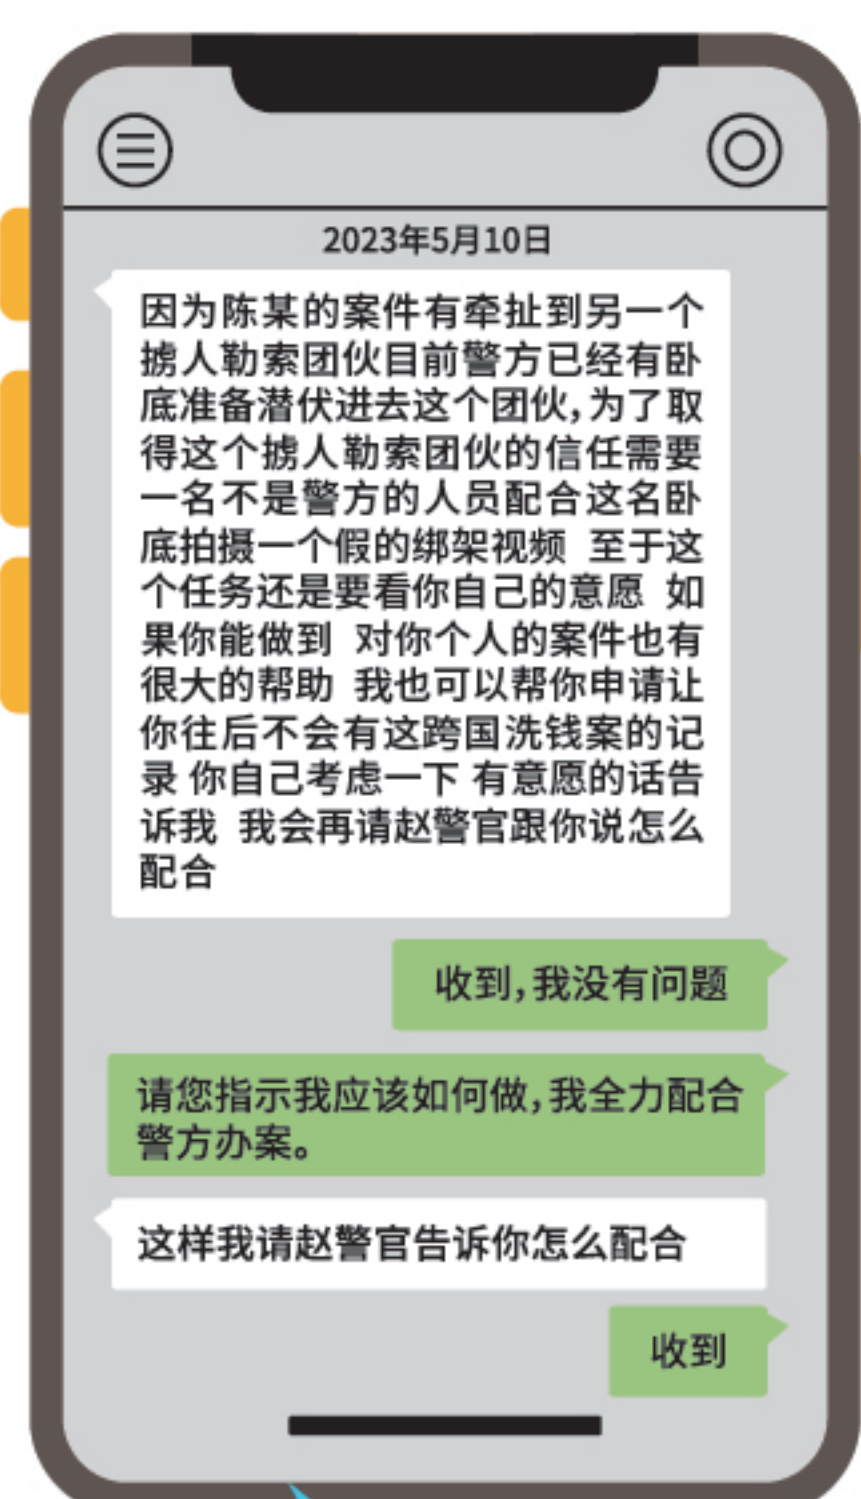 2023年5月10日
因为陈某的案件有牵扯到另一个
掳人勒索团伙目前警方已经有卧
底准备潜伏进去这个团伙,为了取
得这个掳人勒索团伙的信任需要
一名不是警方的人员配合这名卧
底拍摄一个假的绑架视频 至于这
个任务还是要看你自己的意愿 如
果你能做到 对你个人的案件也有
很大的帮助 我也可以帮你申请让
你往后不会有这跨国洗钱案的记
录 你自己考虑一下 有意愿的话告
诉我 我会再请赵警官跟你说怎么
配合
收到,我没有问题
请您指示我应该如何做,我全力配合
警方办案。
这样我请赵警官告诉你怎么配合
收到